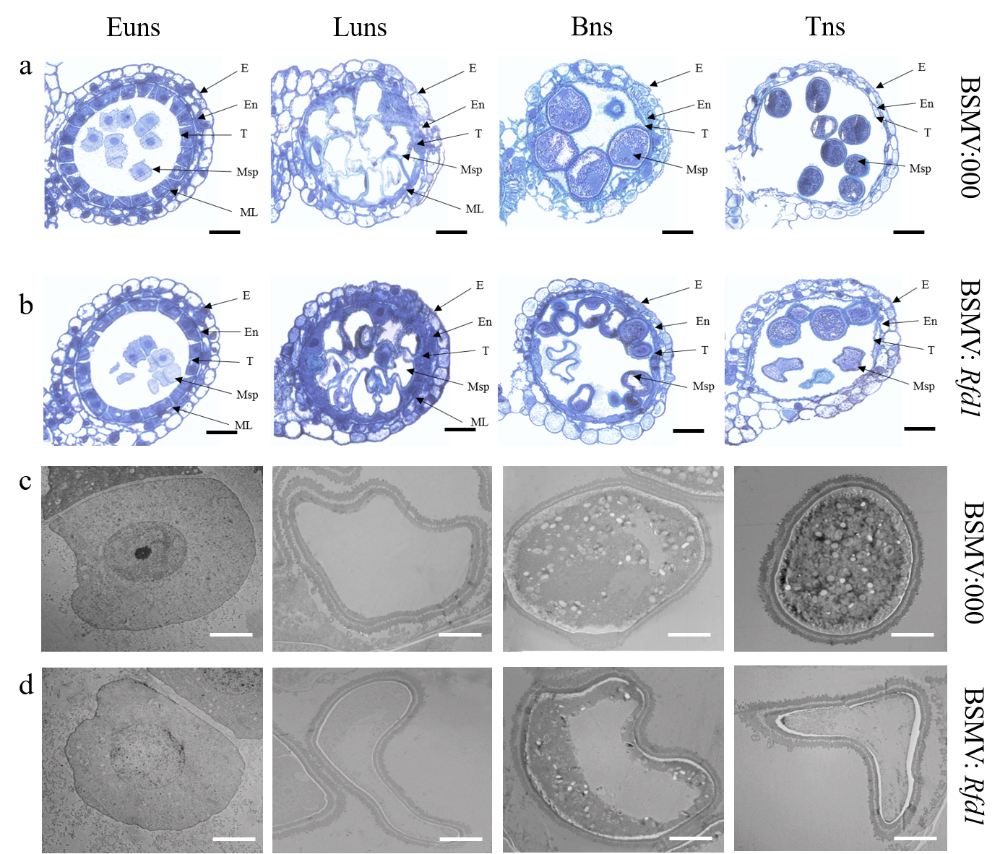 Euns
Luns
Bns
Tns
a
E
En
T
Msp
ML
E
En
T
Msp
ML
E
En
T
Msp
E
En
T
Msp
BSMV:000
b
E
En
T
Msp
ML
E
En
T
Msp
ML
E
En
T
Msp
E
En
T
Msp
BSMV: Rfd1
c
BSMV:000
d
BSMV: Rfd1